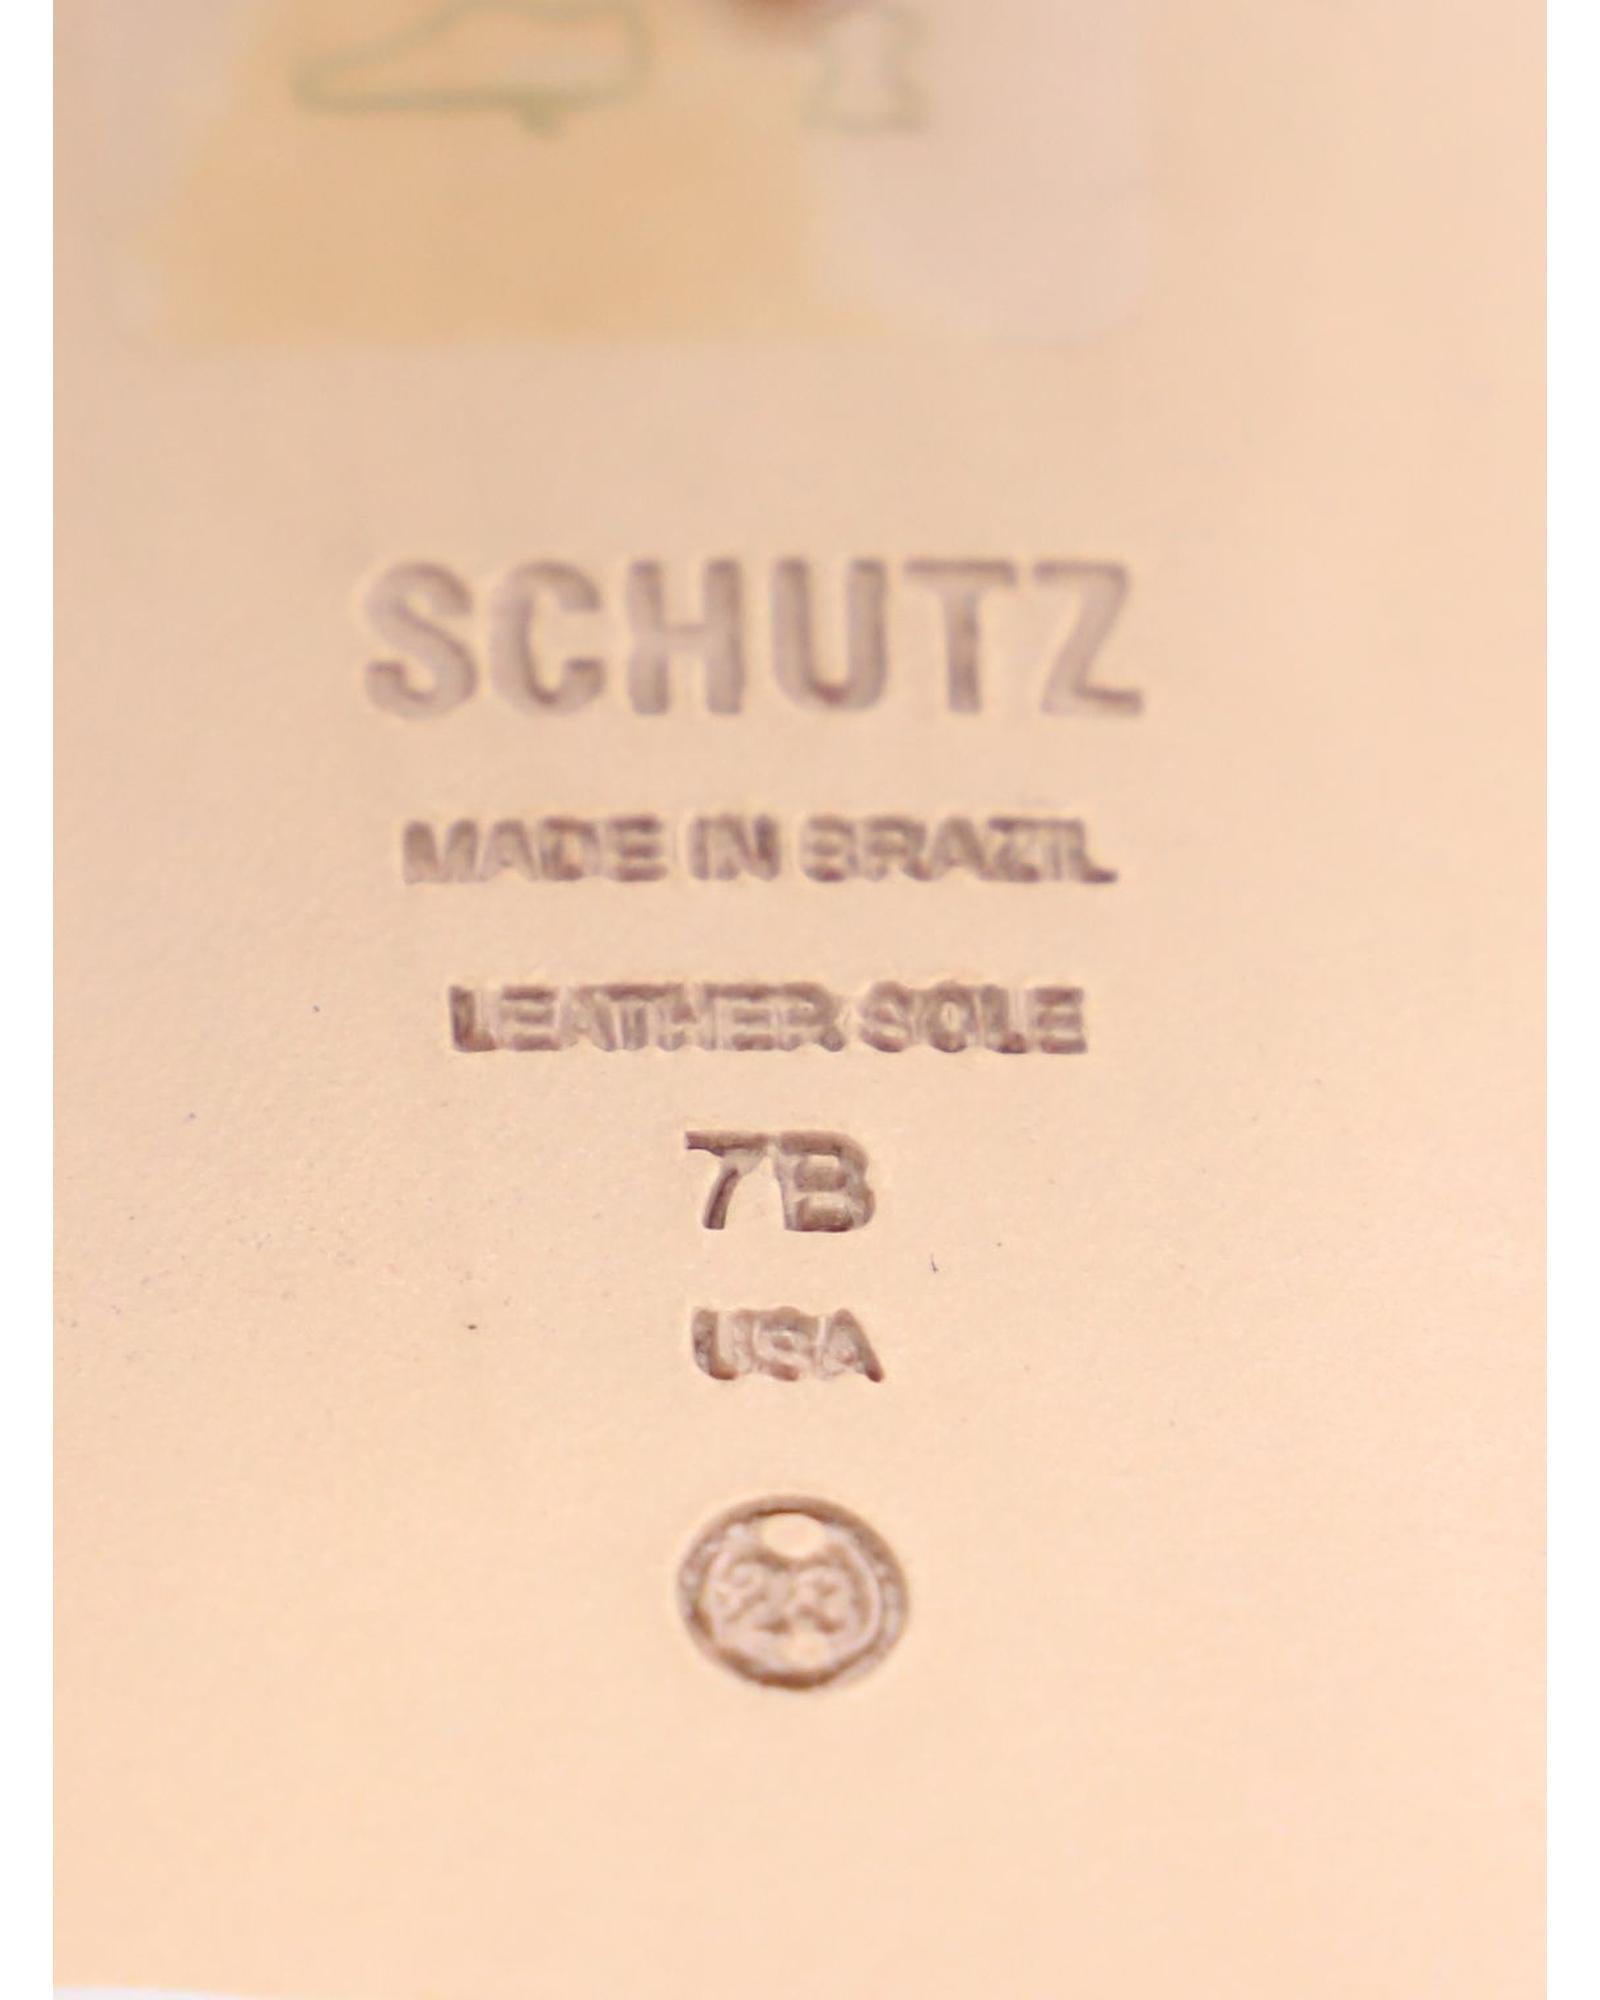 SCHUTZ
MADE IN BRAZIL
LEATHER SOLE
7B
USA
23